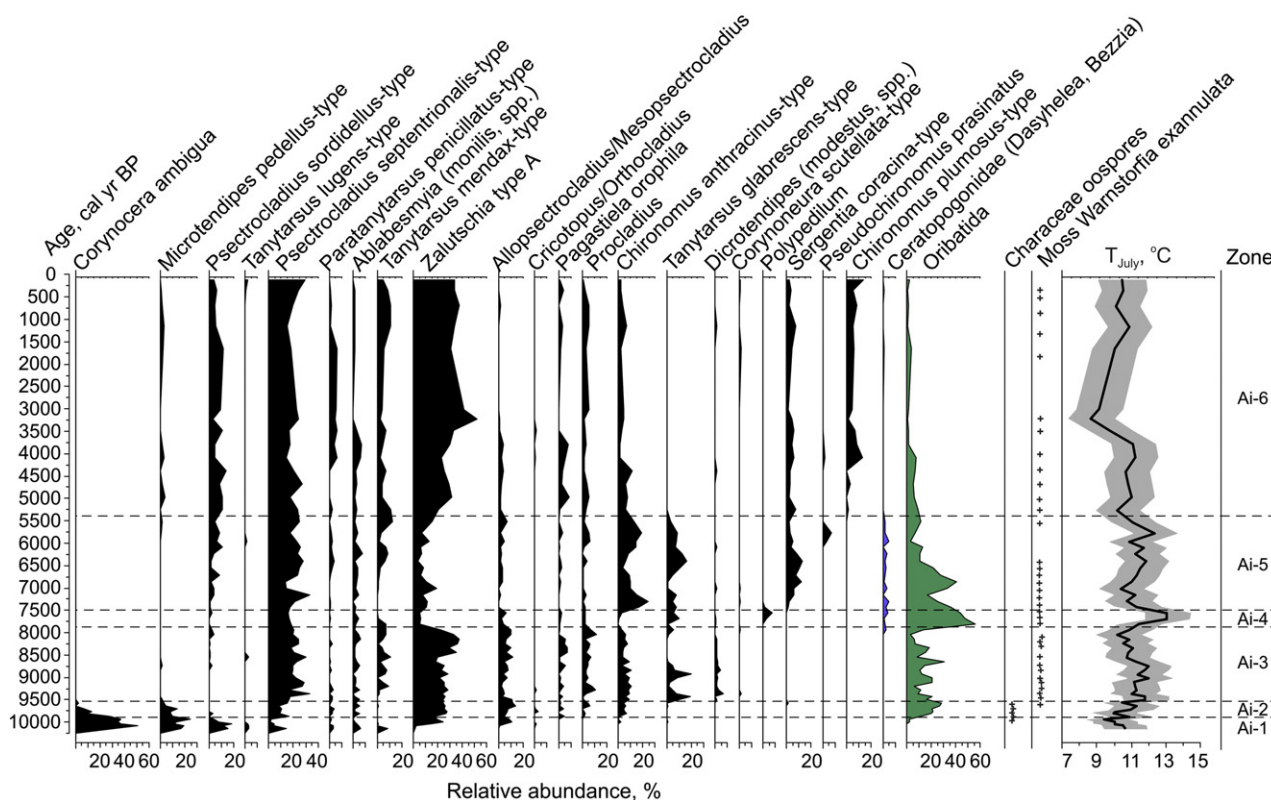 Age, cal yr BP
Corynocera ambigua
Microtendipes pedellus-type
Psectrocladius sordidellus-type
Tanytarsus lugens-type
Psectrocladius septentrionalis-type
Paratanytarsus penicillatus-type
Ablabesmyia (monilis, spp.)
Tanytarsus mendax-type
Zalutschia type A
Allopsectrocladius/Mesopsectrocladius
Cricotopus/Orthocladius
Pagastiela orophila
Procladius
Chironomus anthracinus-type
Tanytarsus glabrescens-type
Dicrotendipes (modestus, spp.)
Corynoneura scutellata-type
Polypedilum
Sergentia coracina-type
Pseudochironomus prasinatus
Chironomus plumosus-type
Ceratopogonidae (Dasyhelea, Bezzia)
Oribatida
Characeae oospores
Moss Warnstorfia exannulata
TJuly, °C
Zone
0
500
1000
1500
2000
2500
3000
3500
4000
4500
5000
5500
6000
6500
7000
7500
8000
8500
9000
9500
10000
Ai-6
Ai-5
Ai-4
Ai-3
Ai-2
Ai-1
20 40 60 20 20 20 40 20 20 40 60 20 20 20 20 20 20 20 40 60 7 9 11 13 15
Relative abundance, %